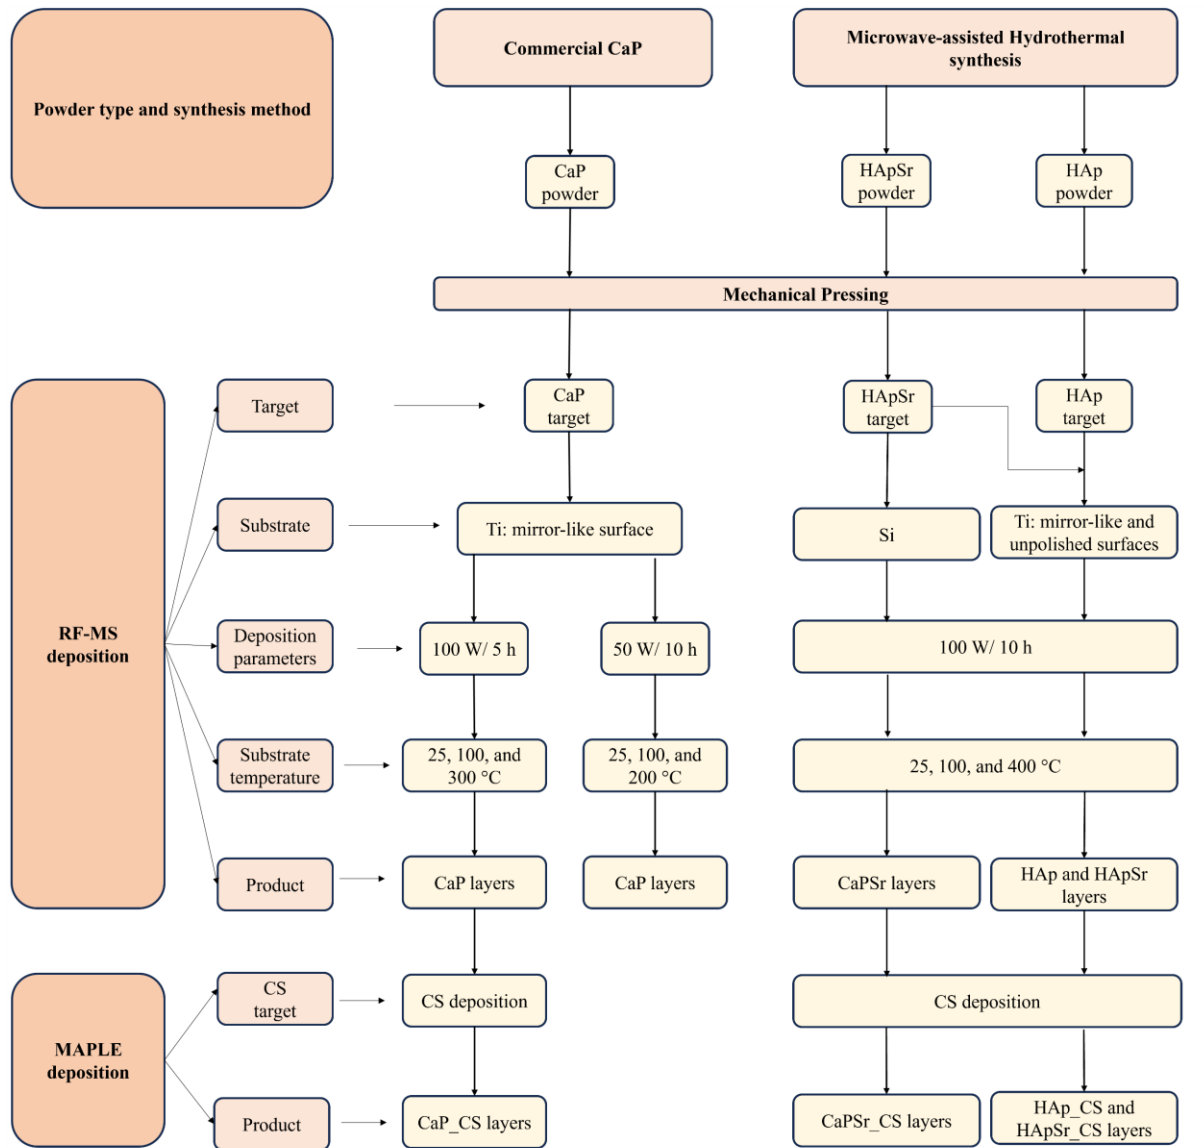 Powder type and synthesis method
Commercial CaP
Microwave-assisted Hydrothermal
synthesis
CaP
powder
HApSr
powder
HAp
powder
Mechanical Pressing
RF-MS
deposition
Target
CaP
target
HApSr
target
HAp
target
Substrate
Ti: mirror-like surface
Si
Ti: mirror-like and
unpolished surfaces
Deposition
parameters
100 W/ 5 h
50 W/ 10 h
100 W/ 10 h
Substrate
temperature
25, 100, and
300 °C
25, 100, and
200 °C
25, 100, and 400 °C
Product
CaP layers
CaP layers
CaPSr layers
HAp and HApSr
layers
MAPLE
deposition
CS
target
CS deposition
CS deposition
Product
CaP_CS layers
CaPSr_CS layers
HAp_CS and
HApSr_CS layers